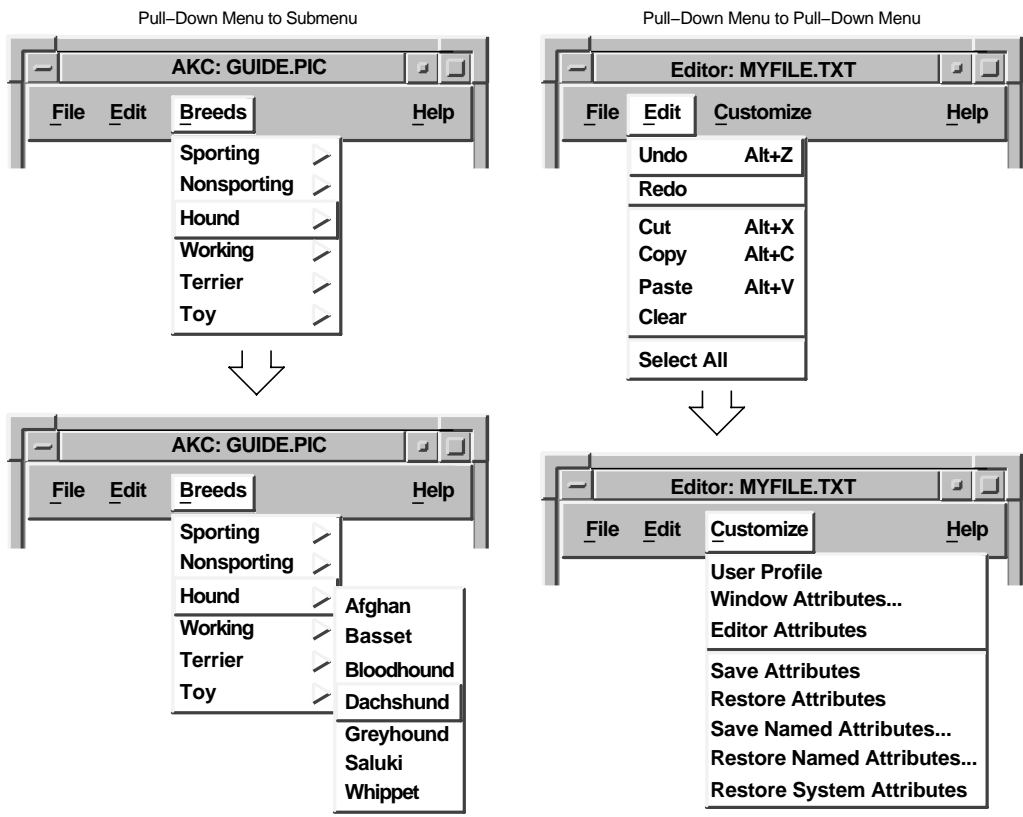 Pull–Down Menu to Submenu
AKC: GUIDE.PIC
File Edit Breeds Help
Sporting
Nonsporting
Hound
Working
Terrier
Toy
AKC: GUIDE.PIC
File Edit Breeds Help
Sporting
Nonsporting
Hound
Working
Terrier
Toy
Afghan
Basset
Bloodhound
Dachshund
Greyhound
Saluki
Whippet
Pull–Down Menu to Pull–Down Menu
Editor: MYFILE.TXT
File Edit Customize Help
Undo Alt+Z
Redo
Cut Alt+X
Copy Alt+C
Paste Alt+V
Clear
Select All
Editor: MYFILE.TXT
File Edit Customize Help
User Profile
Window Attributes...
Editor Attributes
Save Attributes
Restore Attributes
Save Named Attributes...
Restore Named Attributes...
Restore System Attributes